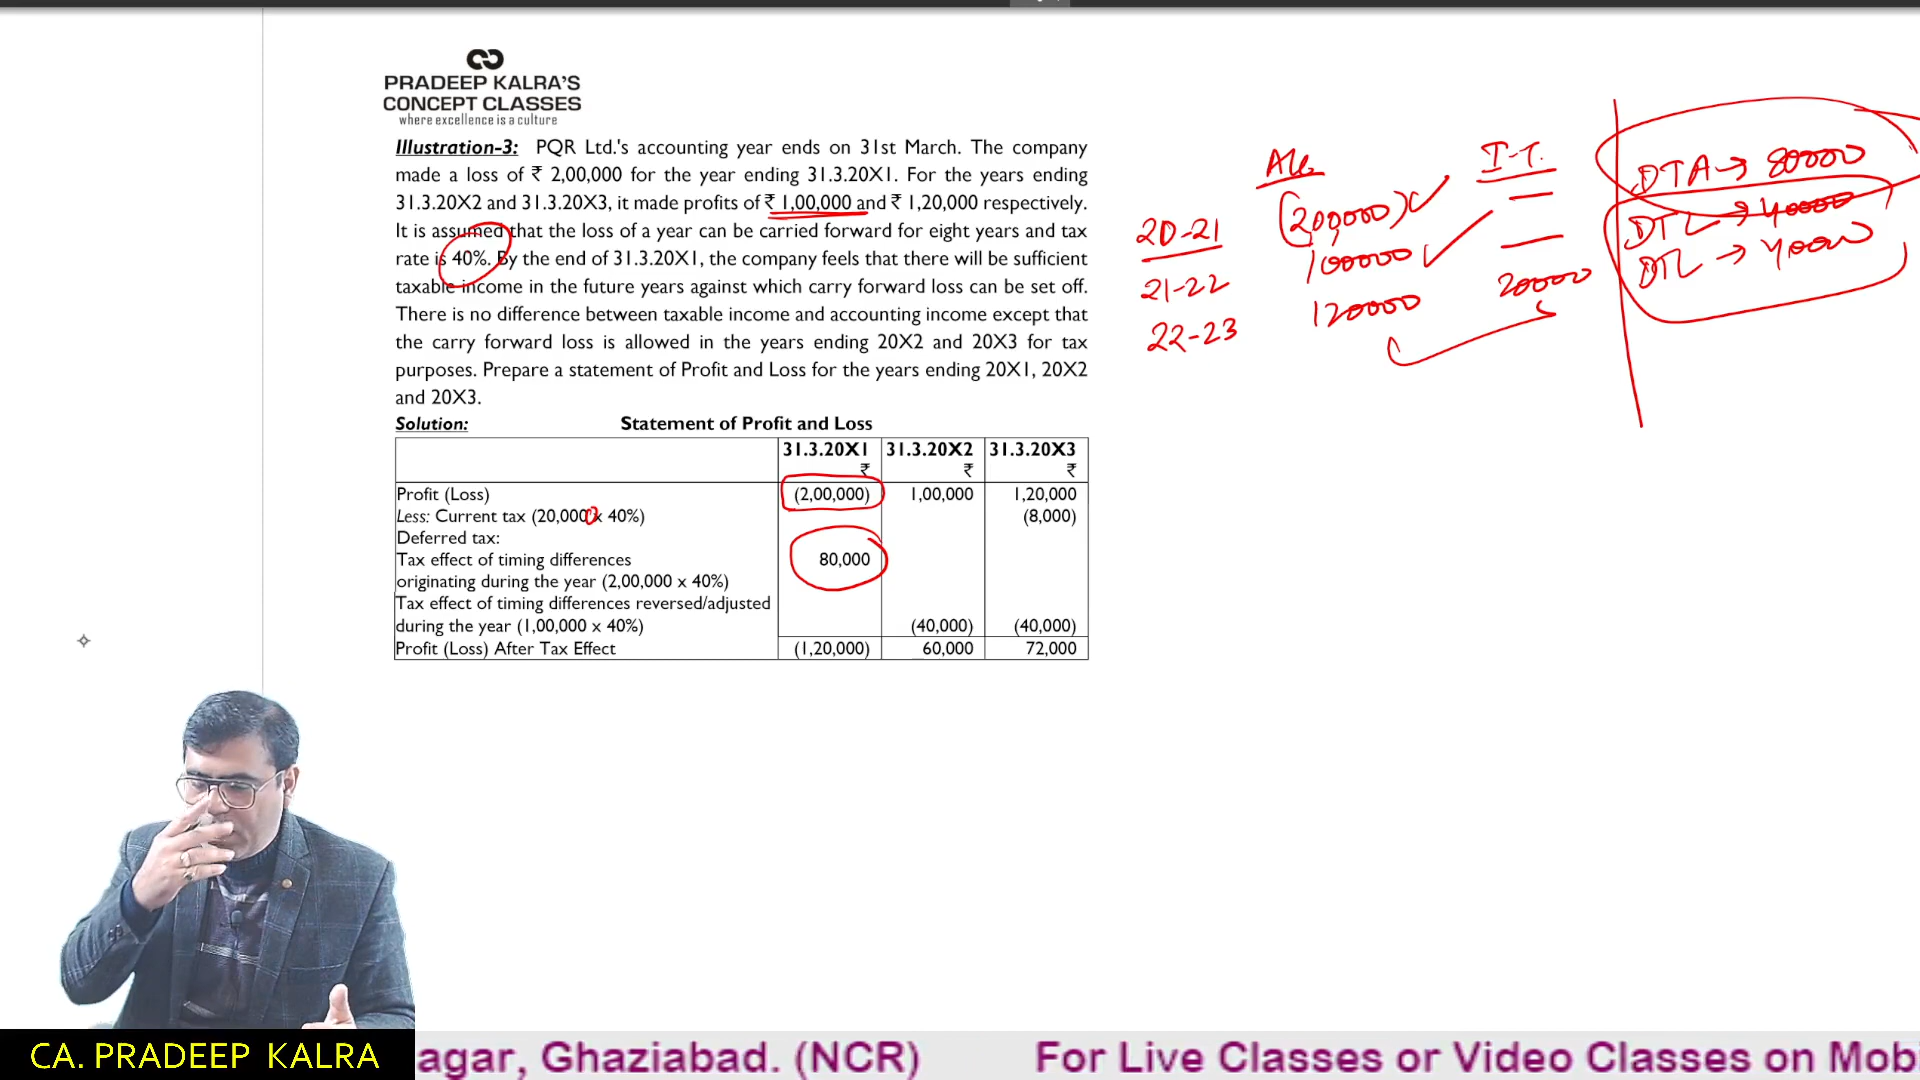 PRADEEP KALRA'S
CONCEPT CLASSES
where excellence is a culture
Illustration-3: PQR Ltd.'s accounting year ends on 31st March. The company
made a loss of ₹ 2,00,000 for the year ending 31.3.20X1. For the years ending
31.3.20X2 and 31.3.20X3, it made profits of ₹ 1,00,000 and ₹ 1,20,000 respectively.
It is assumed that the loss of a year can be carried forward for eight years and tax
rate is 40%. By the end of 31.3.20X1, the company feels that there will be sufficient
taxable income in the future years against which carry forward loss can be set off.
There is no difference between taxable income and accounting income except that
the carry forward loss is allowed in the years ending 20X2 and 20X3 for tax
purposes. Prepare a statement of Profit and Loss for the years ending 20X1, 20X2
and 20X3.
Solution: Statement of Profit and Loss
31.3.20X1 31.3.20X2 31.3.20X3
₹ ₹ ₹
Profit (Loss) (2,00,000) 1,00,000 1,20,000
Less: Current tax (20,000 x 40%) (8,000)
Deferred tax:
Tax effect of timing differences 80,000
originating during the year (2,00,000 x 40%)
Tax effect of timing differences reversed/adjusted
during the year (1,00,000 x 40%) (40,000) (40,000)
Profit (Loss) After Tax Effect (1,20,000) 60,000 72,000
I.T.
20-21 (200000) —
21-22 100000 —
22-23 120000 20000
DTA → 80000
DTL → 40000
DTL → 40000
CA. PRADEEP KALRA
agar, Ghaziabad. (NCR) For Live Classes or Video Classes on Mob